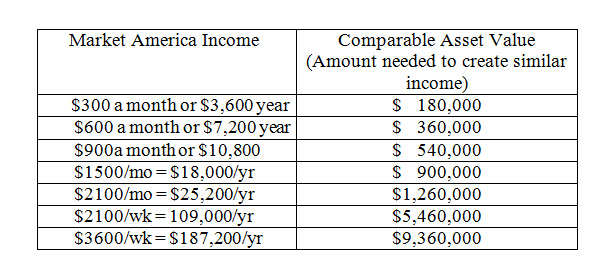 Market America Income
Comparable Asset Value
(Amount needed to create similar
income)
$300 a month or $3,600 year $ 180,000
$600 a month or $7,200 year $ 360,000
$900a month or $10,800 $ 540,000
$1500/mo = $18,000/yr $ 900,000
$2100/mo = $25,200/yr $1,260,000
$2100/wk = 109,000/yr $5,460,000
$3600/wk = $187,200/yr $9,360,000